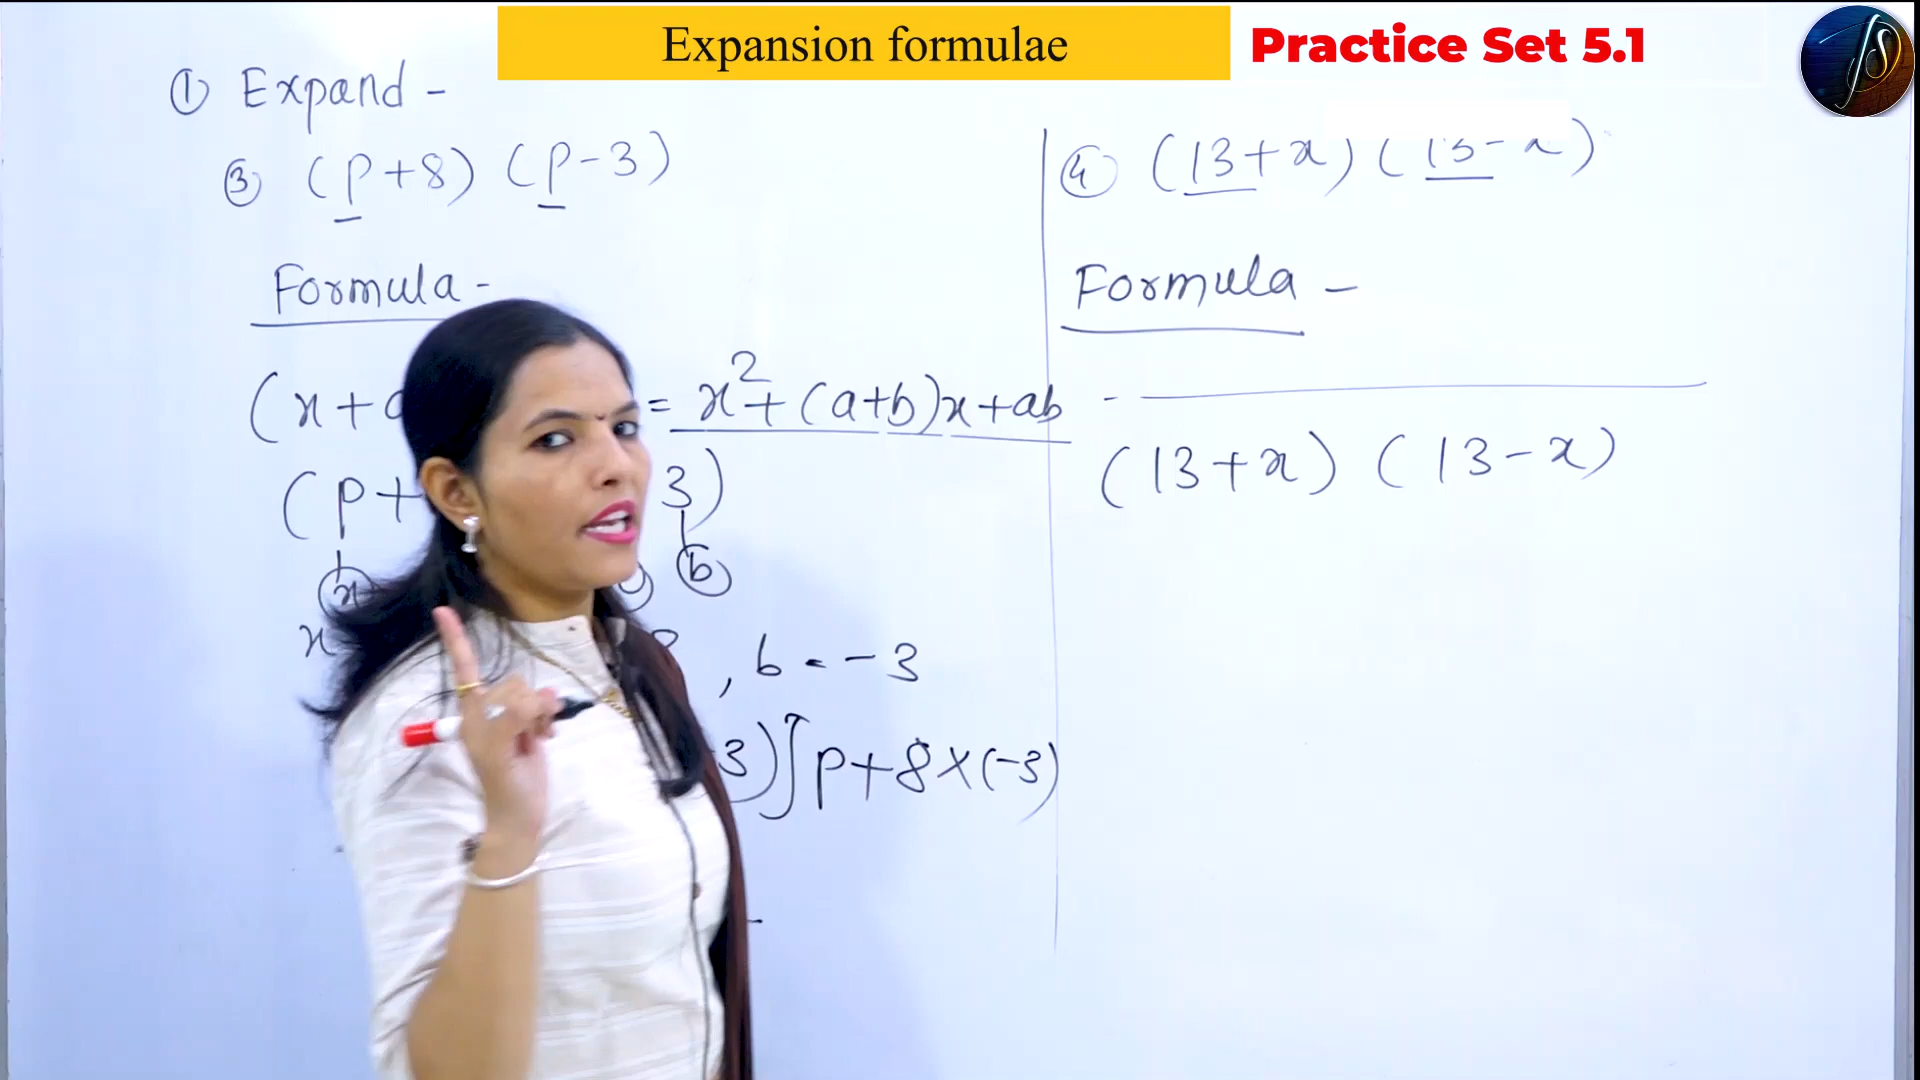 Expansion formulae
Practice Set 5.1
① Expand -
③ (p+8) (p-3)
Formula -
(x+a = x²+(a+b)x+ab
(p+ 3)
x b
x , b = -3
3)]p+8×(-3)
④ (13+x) (13-x)
Formula -
(13+x) (13-x)